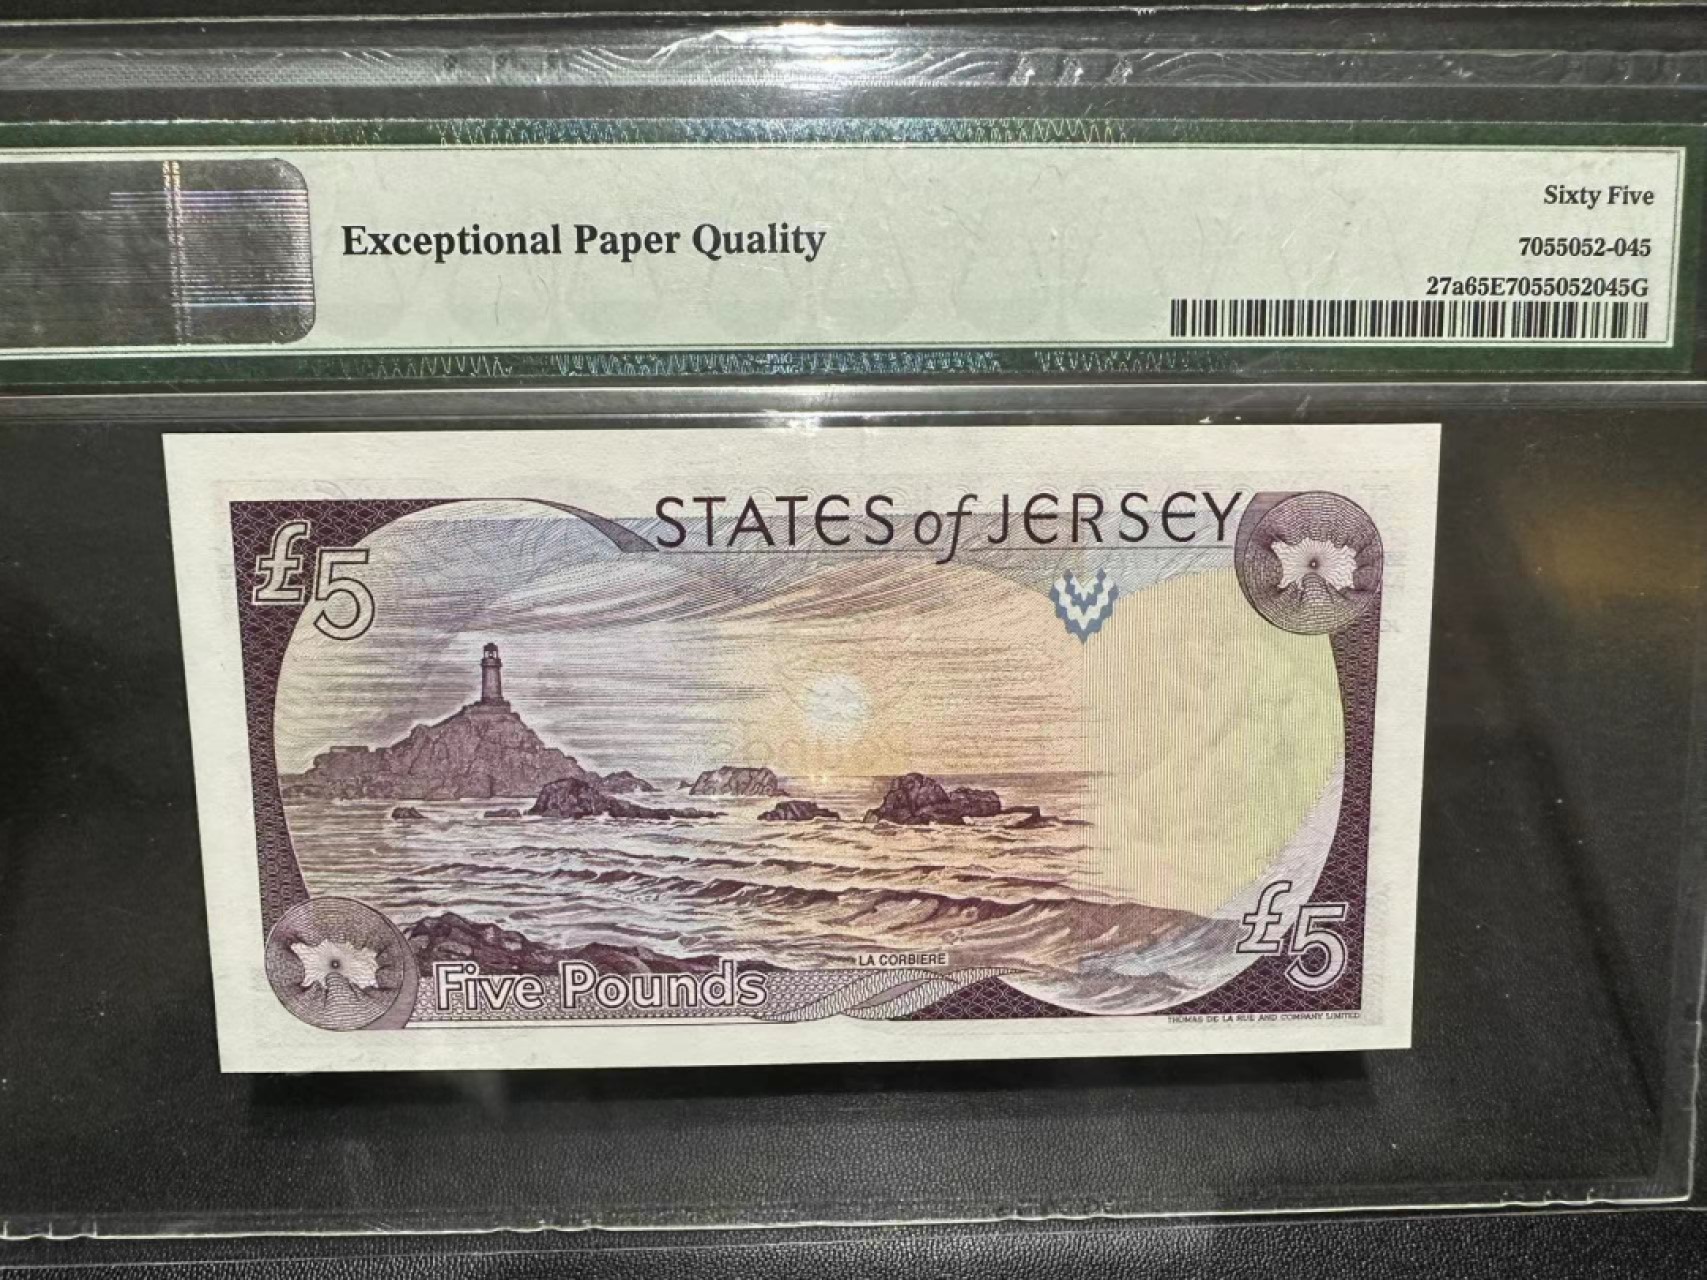 Sixty Five
Exceptional Paper Quality
7055052-045
27a65E7055052045G
STATES of JERSEY
£5
LA CORBIERE
£5
Five Pounds
THOMAS DE LA RUE AND COMPANY LIMITED